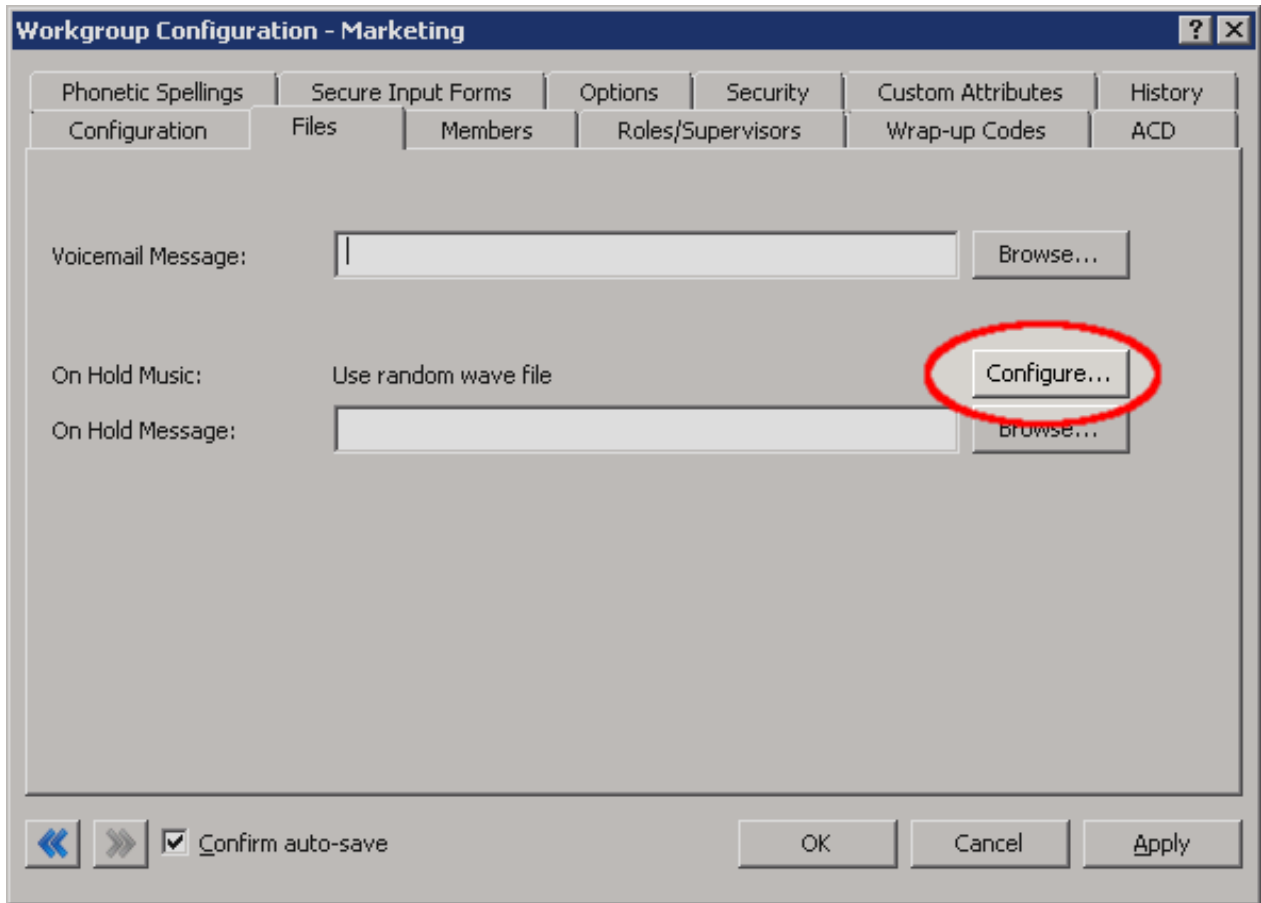 Workgroup Configuration - Marketing
Phonetic Spellings Secure Input Forms Options Security Custom Attributes History
Configuration Files Members Roles/Supervisors Wrap-up Codes ACD
Voicemail Message: Browse...
On Hold Music: Use random wave file Configure...
On Hold Message: Browse...
Confirm auto-save OK Cancel Apply